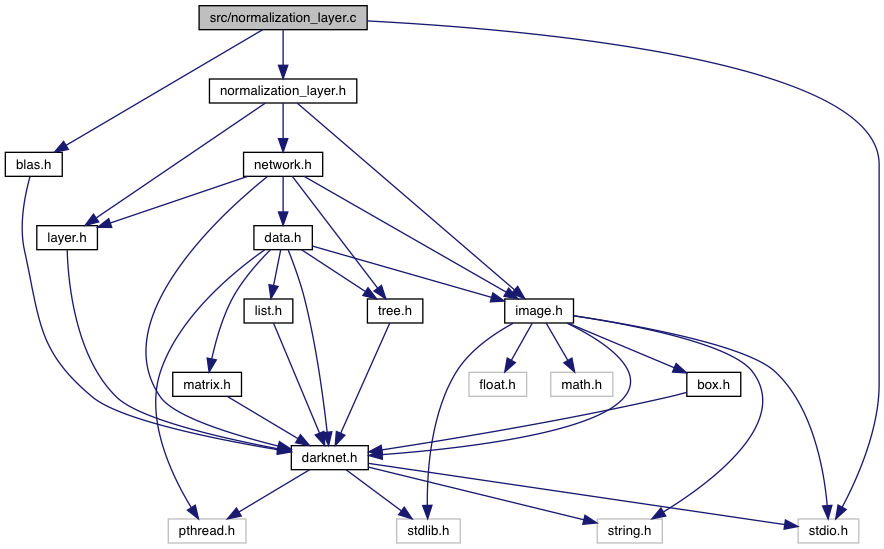 src/normalization_layer.c
normalization_layer.h
blas.h
network.h
layer.h
data.h
list.h
tree.h
image.h
matrix.h
float.h
math.h
box.h
darknet.h
pthread.h
stdlib.h
string.h
stdio.h